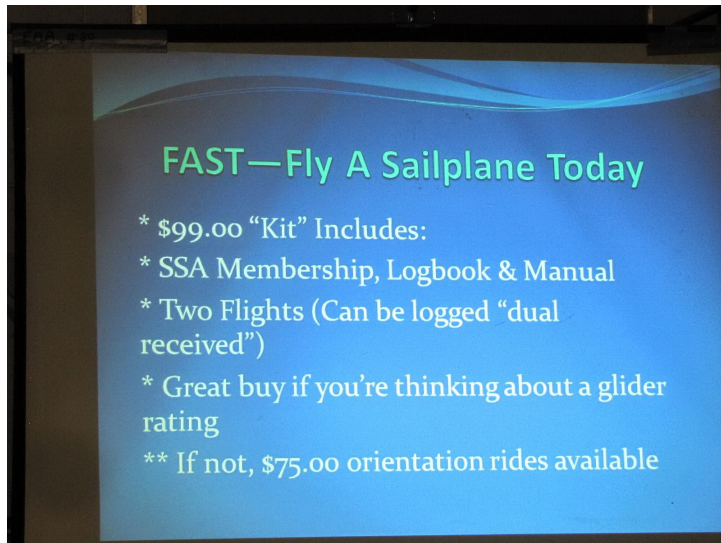 FAST—Fly A Sailplane Today
* $99.00 “Kit” Includes:
* SSA Membership, Logbook & Manual
* Two Flights (Can be logged “dual
received”)
* Great buy if you’re thinking about a glider
rating
** If not, $75.00 orientation rides available